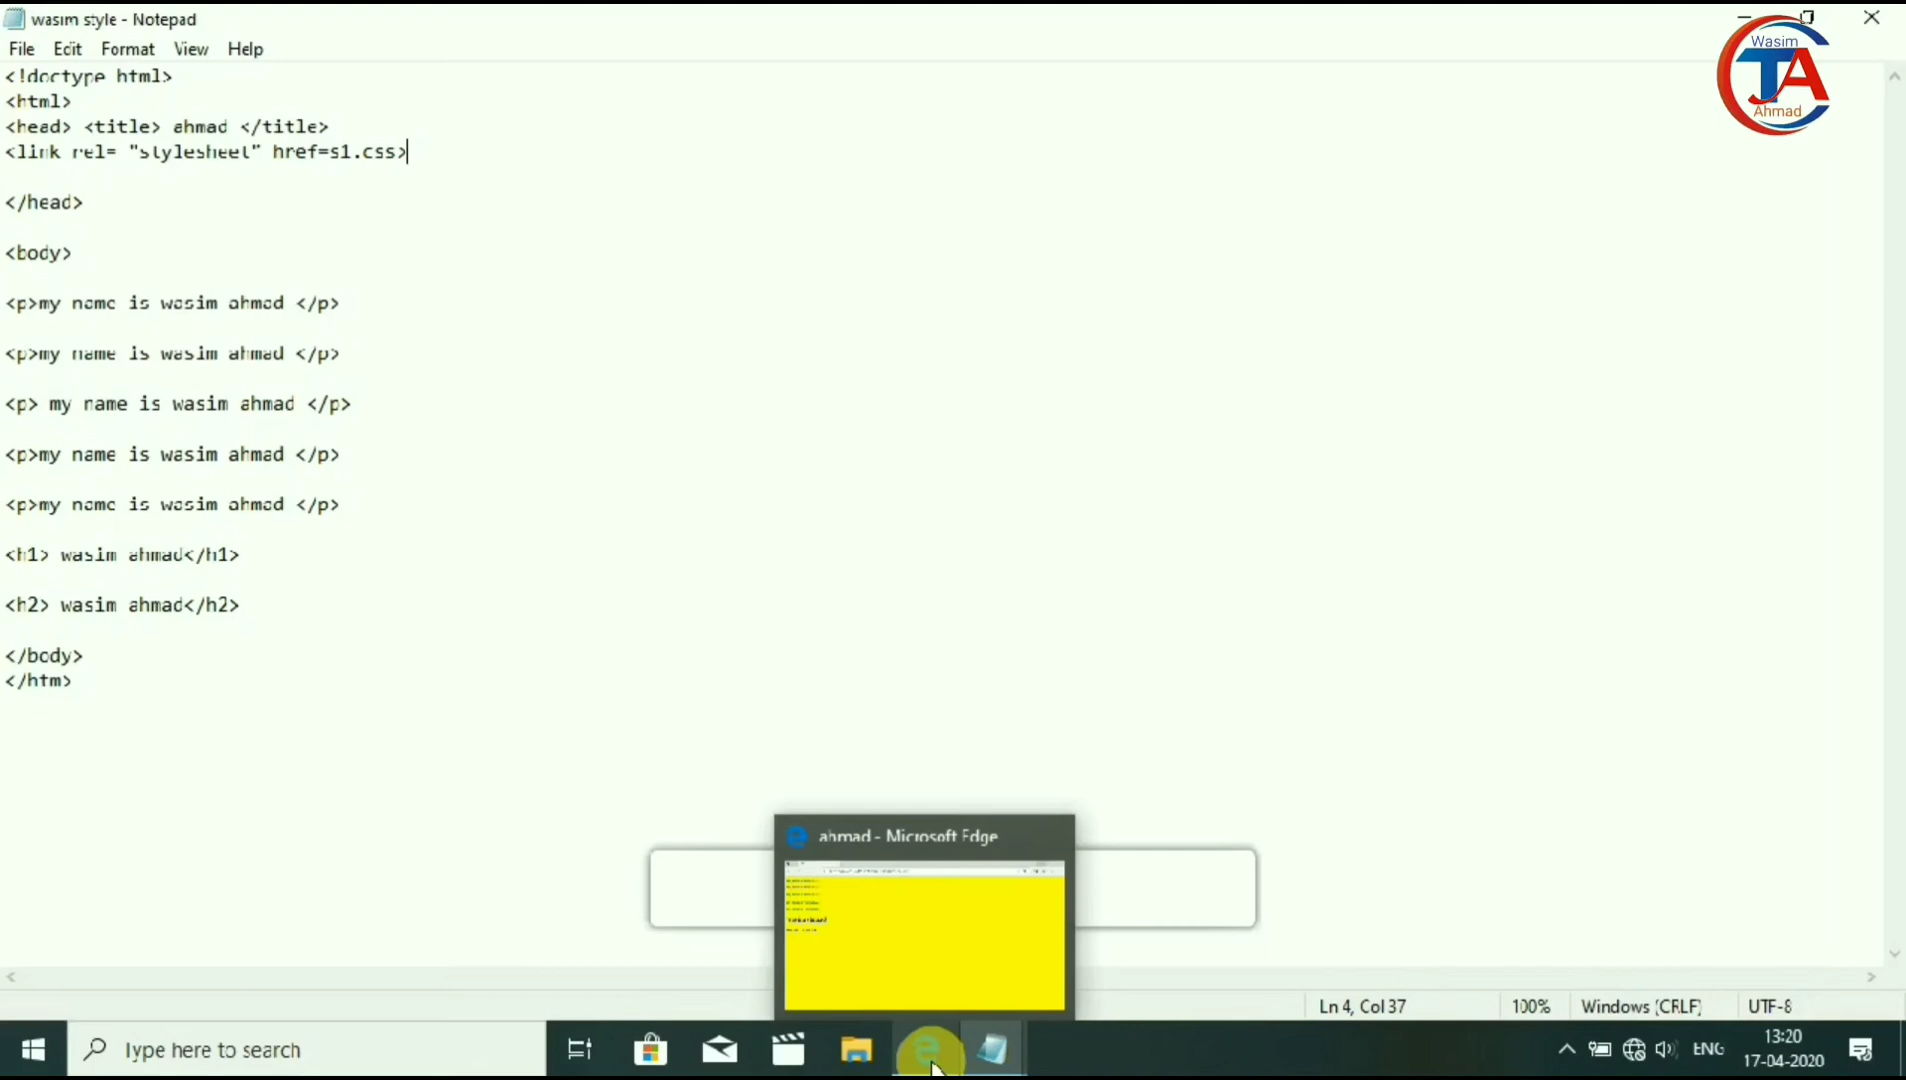 wasim style - Notepad
File Edit Format View Help
<!doctype html>
<html>
<head> <title> ahmad </title>
<link rel= "stylesheet" href=s1.css>
</head>
<body>
<p>my name is wasim ahmad </p>
<p>my name is wasim ahmad </p>
<p> my name is wasim ahmad </p>
<p>my name is wasim ahmad </p>
<p>my name is wasim ahmad </p>
<h1> wasim ahmad</h1>
<h2> wasim ahmad</h2>
</body>
</htm>
Wasim
TA
Ahmad
ahmad - Microsoft Edge
Ln 4, Col 37 100% Windows (CRLF) UTF-8
Type here to search
ENG
13:20
17-04-2020